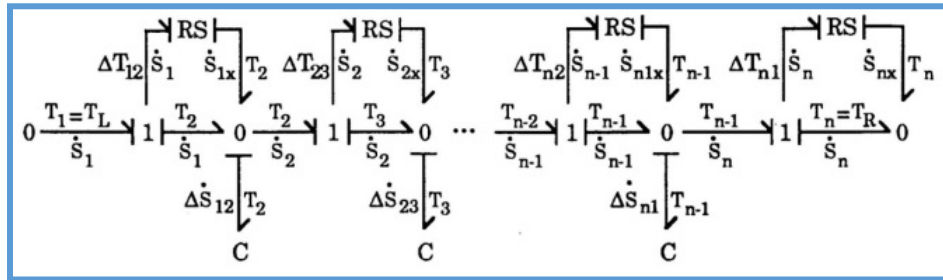 RS RS RS RS
ΔT₁₂ Ṡ₁ Ṡ₁ₓ T₂ ΔT₂₃ Ṡ₂ Ṡ₂ₓ T₃ ΔTₙ₂ Ṡₙ₋₁ Ṡₙ₁ₓ Tₙ₋₁ ΔTₙ₁ Ṡₙ Ṡₙₓ Tₙ
T₁=T_L T₂ T₂ T₃ Tₙ₋₂ Tₙ₋₁ Tₙ₋₁ Tₙ=T_R
0 1 0 1 0 ... 1 0 1 0
Ṡ₁ Ṡ₁ Ṡ₂ Ṡ₂ Ṡₙ₋₁ Ṡₙ₋₁ Ṡₙ Ṡₙ
ΔṠ₁₂ T₂ ΔṠ₂₃ T₃ ΔṠₙ₁ Tₙ₋₁
C C C